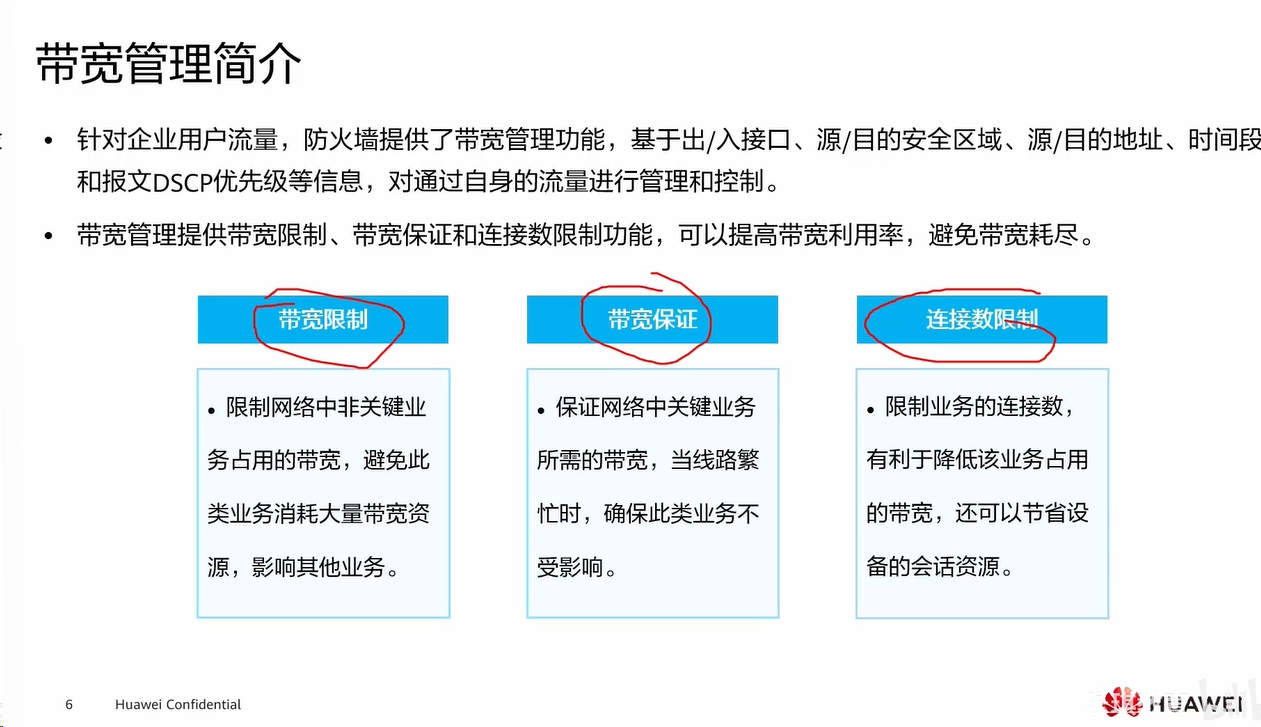 带宽管理简介
• 针对企业用户流量，防火墙提供了带宽管理功能，基于出/入接口、源/目的安全区域、源/目的地址、时间段
和报文DSCP优先级等信息，对通过自身的流量进行管理和控制。
• 带宽管理提供带宽限制、带宽保证和连接数限制功能，可以提高带宽利用率，避免带宽耗尽。
带宽限制
• 限制网络中非关键业
务占用的带宽，避免此
类业务消耗大量带宽资
源，影响其他业务。
带宽保证
• 保证网络中关键业务
所需的带宽，当线路繁
忙时，确保此类业务不
受影响。
连接数限制
• 限制业务的连接数，
有利于降低该业务占用
的带宽，还可以节省设
备的会话资源。
6 Huawei Confidential
HUAWEI